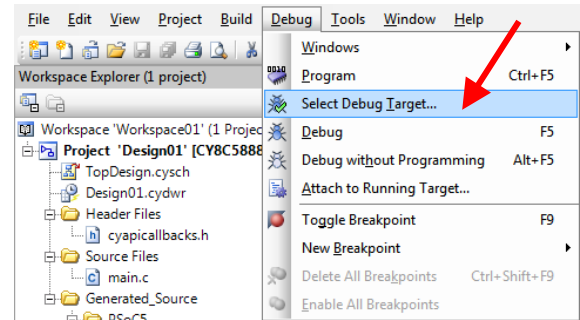 File Edit View Project Build Debug Tools Window Help
Workspace Explorer (1 project)
Workspace 'Workspace01' (1 Projec
Project 'Design01' [CY8C5888
TopDesign.cysch
Design01.cydwr
Header Files
cyapicallbacks.h
Source Files
main.c
Generated_Source
PSoC5
Windows
Program Ctrl+F5
Select Debug Target...
Debug F5
Debug without Programming Alt+F5
Attach to Running Target...
Toggle Breakpoint F9
New Breakpoint
Delete All Breakpoints Ctrl+Shift+F9
Enable All Breakpoints